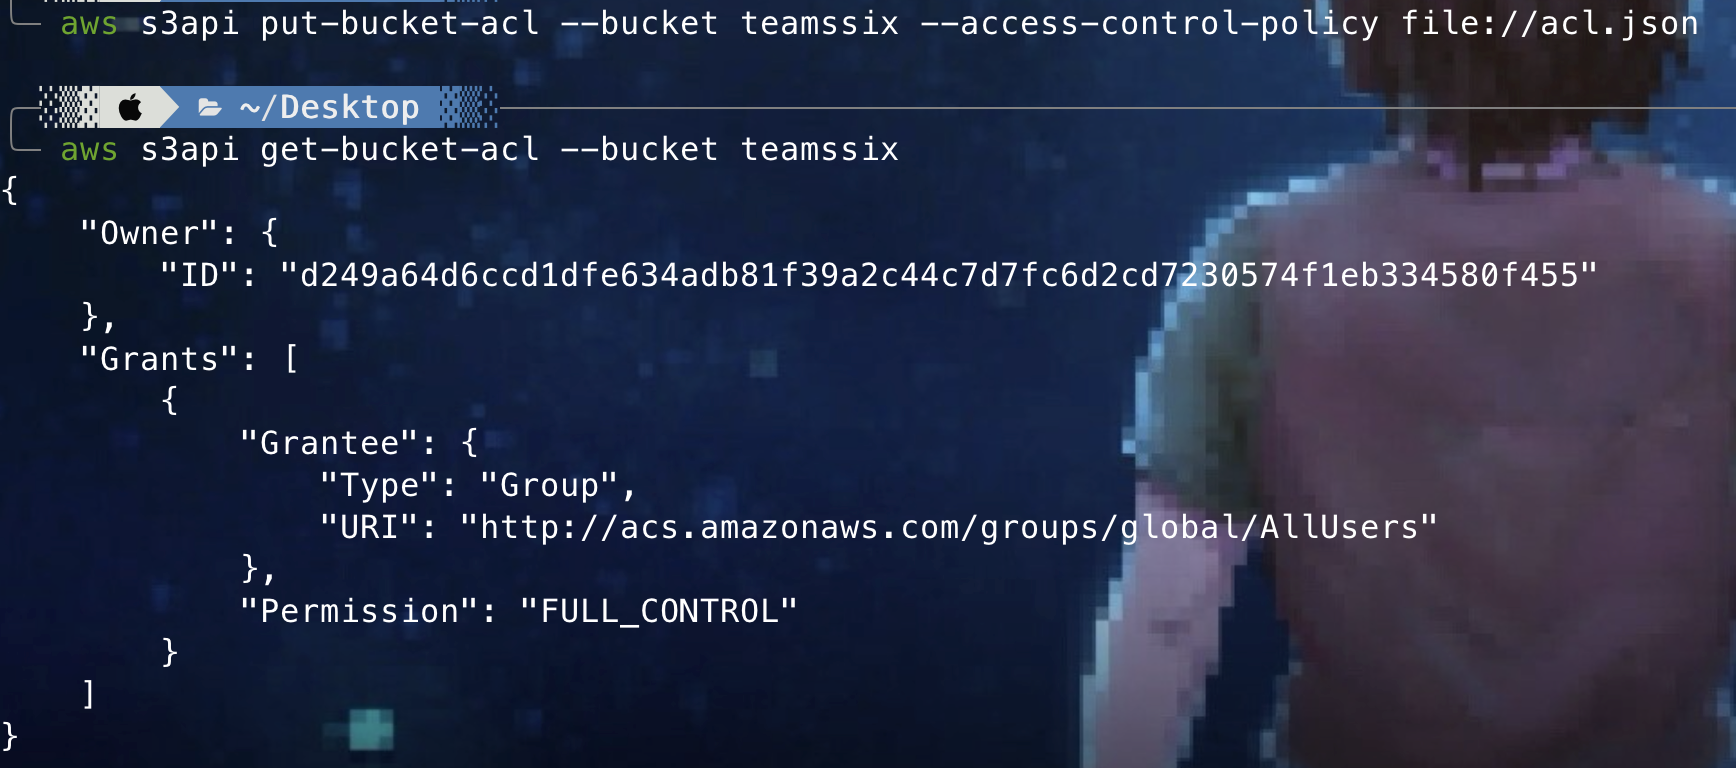 aws s3api put-bucket-acl --bucket teamssix --access-control-policy file://acl.json
~/Desktop
aws s3api get-bucket-acl --bucket teamssix
{
    "Owner": {
        "ID": "d249a64d6ccd1dfe634adb81f39a2c44c7d7fc6d2cd7230574f1eb334580f455"
    },
    "Grants": [
        {
            "Grantee": {
                "Type": "Group",
                "URI": "http://acs.amazonaws.com/groups/global/AllUsers"
            },
            "Permission": "FULL_CONTROL"
        }
    ]
}